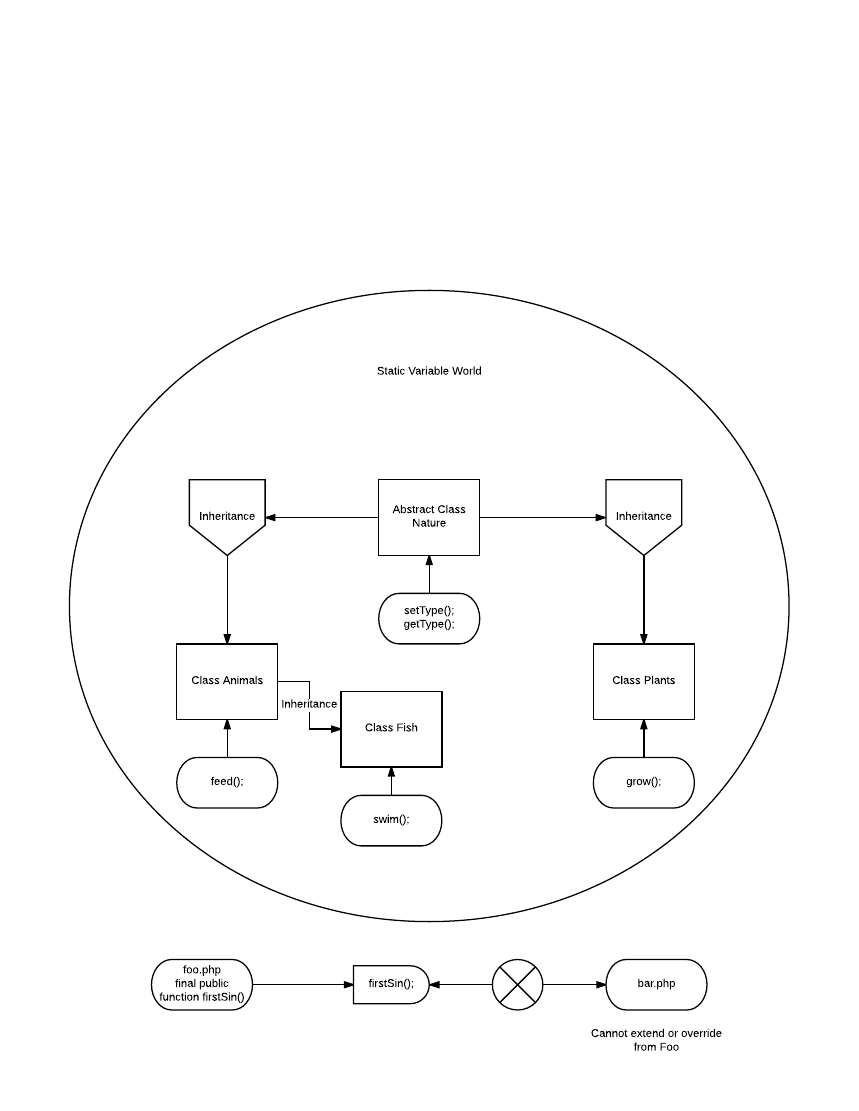 Static Variable World
Inheritance
Abstract Class
Nature
Inheritance
setType();
getType();
Class Animals
Inheritance
Class Fish
Class Plants
feed();
swim();
grow();
foo.php
final public
function firstSin()
firstSin();
bar.php
Cannot extend or override
from Foo